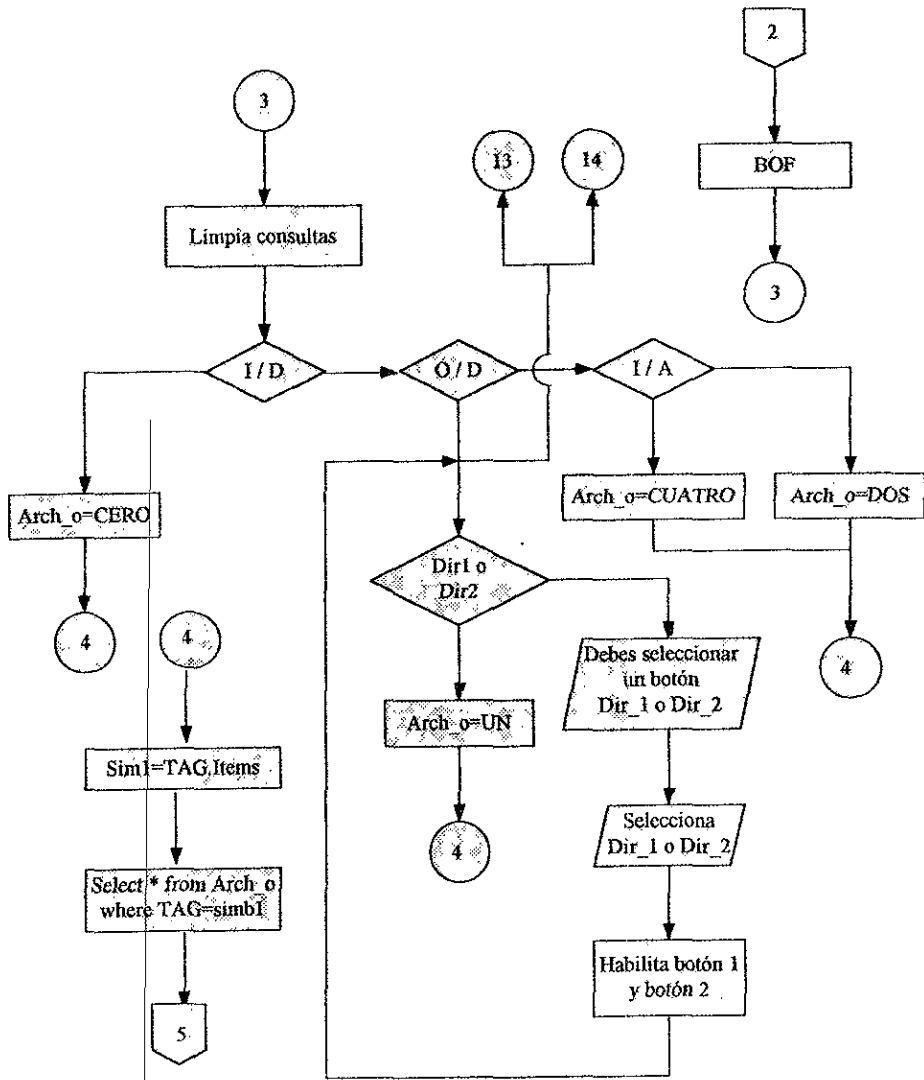 2
3
13
14
BOF
Limpia consultas
3
I / D
O / D
I / A
Arch_o=CERO
Arch_o=CUATRO
Arch_o=DOS
Dir1 o
Dir2
4
4
Debes seleccionar
un botón
Dir_1 o Dir_2
4
Arch_o=UN
Sim1=TAG.Items
Selecciona
Dir_1 o Dir_2
4
Select * from Arch_o
where TAG=simb1
Habilita botón 1
y botón 2
5